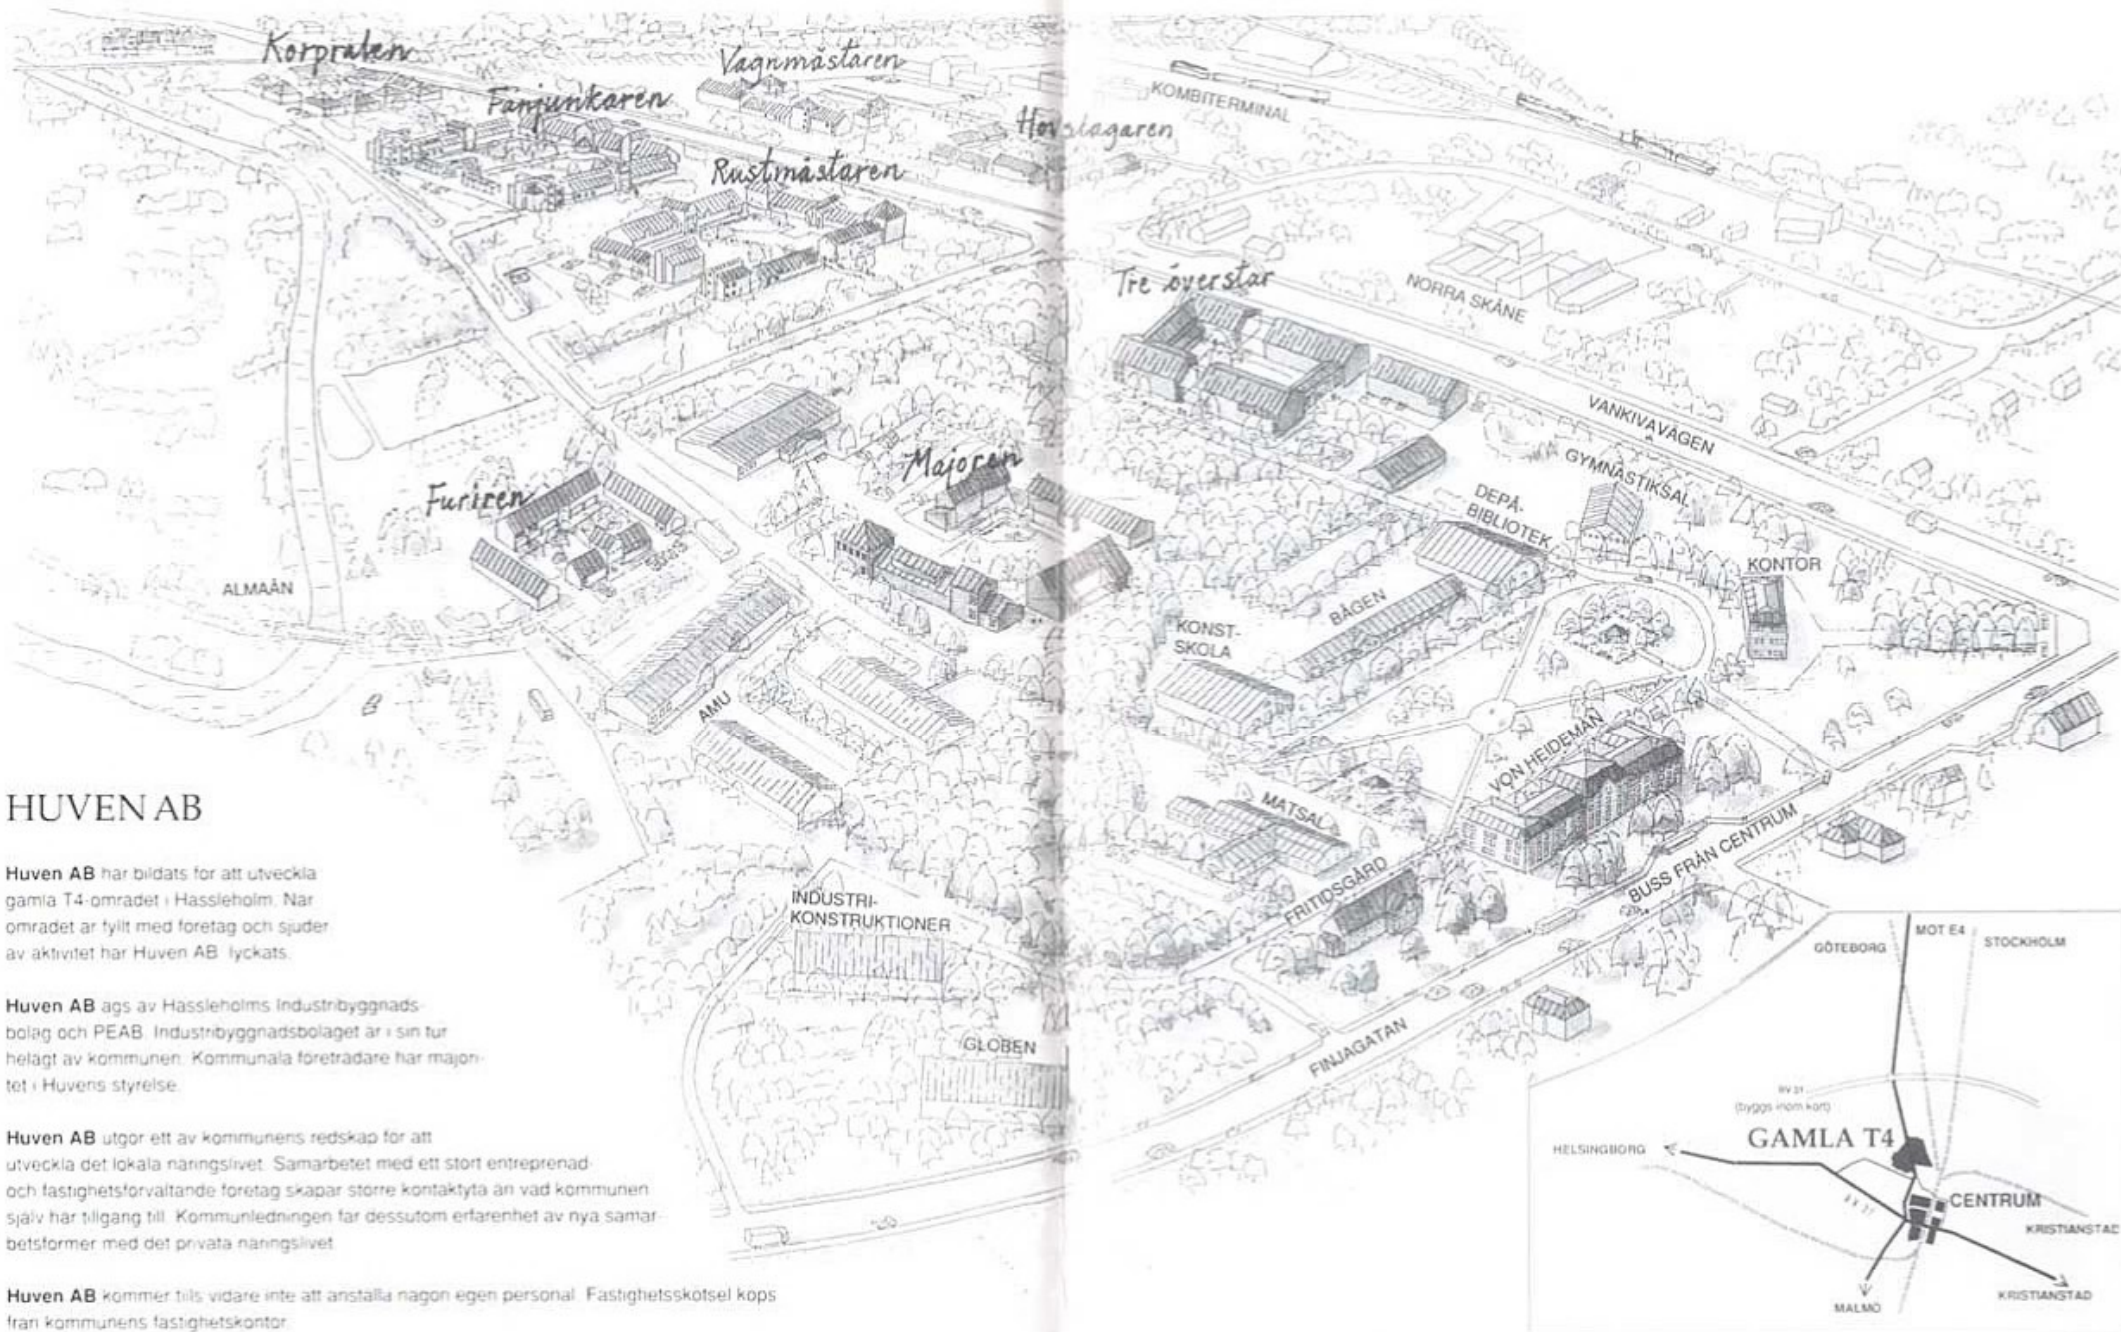 Korpralen
Vagnmästaren
Fanjunkaren
KOMBITERMINAL
Hovslagaren
Rustmästaren
Tre överstar
NORRA SKÅNE
VANKIVAVÄGEN
Majoren
GYMNASTIKSAL
Furiren
DEPÅ-
BIBLIOTEK
KONTOR
ALMAÅN
BÅGEN
KONST-
SKOLA
AMU
VON HEIDEMAN
MATSAL
BUSS FRÅN CENTRUM
FRITIDSGÅRD
INDUSTRI-
KONSTRUKTIONER
GLOBEN
FINJAGATAN
HUVEN AB
Huven AB har bildats för att utveckla
gamla T4-området i Hässleholm. När
området är fyllt med företag och sjuder
av aktivitet har Huven AB lyckats.
Huven AB ägs av Hässleholms Industribyggnads-
bolag och PEAB. Industribyggnadsbolaget är i sin tur
helägt av kommunen. Kommunala företrädare har majori-
tet i Huvens styrelse.
Huven AB utgör ett av kommunens redskap för att
utveckla det lokala näringslivet. Samarbetet med ett stort entreprenad-
och fastighetsförvaltande företag skapar större kontaktyta än vad kommunen
själv har tillgång till. Kommunledningen får dessutom erfarenhet av nya samar-
betsformer med det privata näringslivet
Huven AB kommer tills vidare inte att anställa någon egen personal. Fastighetsskötsel köps
från kommunens fastighetskontor.
GÖTEBORG
MOT E4
STOCKHOLM
RV 21
(byggs inom kort)
GAMLA T4
HELSINGBORG
CENTRUM
KRISTIANSTAD
KRISTIANSTAD
MALMÖ